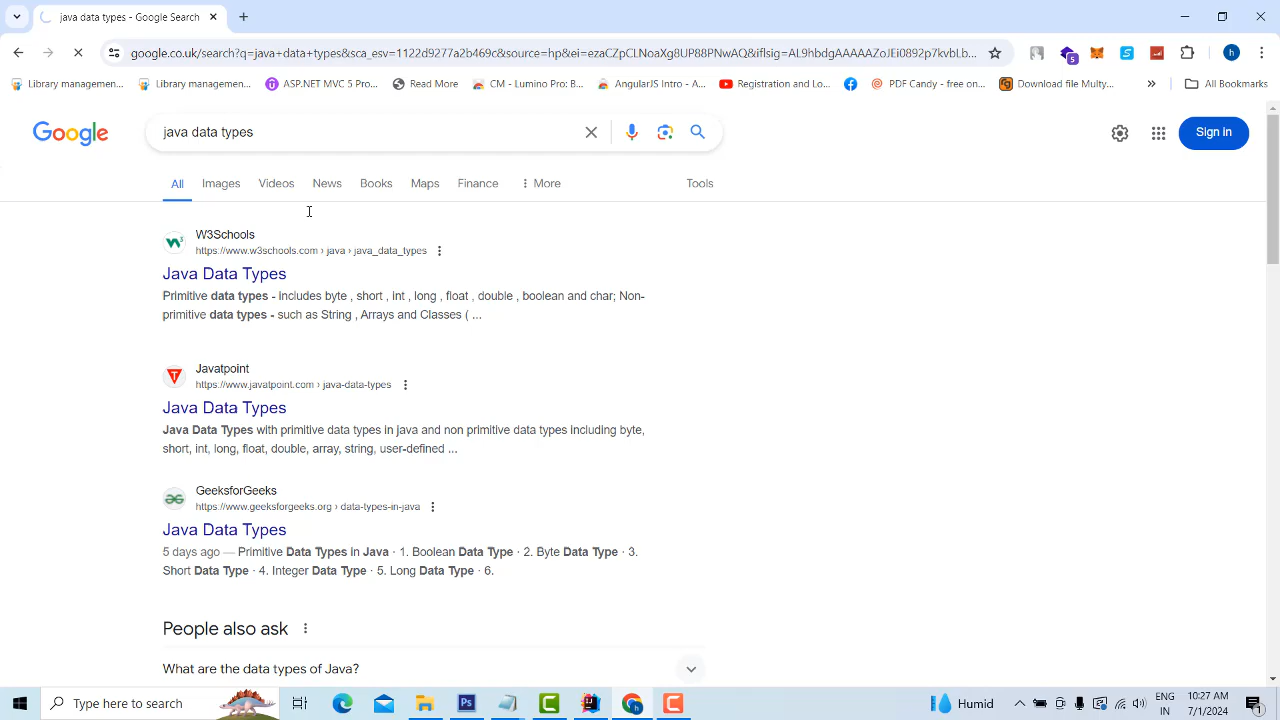 java data types - Google Search
google.co.uk/search?q=java+data+types&sca_esv=1122d9277a2b469c&source=hp&ei=ezaCZpCLNoaXg8UP88PNwAQ&iflsig=AL9hbdgAAAAAZoJEi0892p7kvbLb...
5
h
Library managemen...
Library managemen...
ASP.NET MVC 5 Pro...
Read More
CM - Lumino Pro: B...
AngularJS Intro - A...
Registration and Lo...
PDF Candy - free on...
Download file Multy...
All Bookmarks
Google
java data types
Sign in
All
Images
Videos
News
Books
Maps
Finance
More
Tools
W3Schools
https://www.w3schools.com › java › java_data_types
Java Data Types
Primitive data types - includes byte , short , int , long , float , double , boolean and char; Non-
primitive data types - such as String , Arrays and Classes ( ...
Javatpoint
https://www.javatpoint.com › java-data-types
Java Data Types
Java Data Types with primitive data types in java and non primitive data types including byte,
short, int, long, float, double, array, string, user-defined ...
GeeksforGeeks
https://www.geeksforgeeks.org › data-types-in-java
Java Data Types
5 days ago — Primitive Data Types in Java · 1. Boolean Data Type · 2. Byte Data Type · 3.
Short Data Type · 4. Integer Data Type · 5. Long Data Type · 6.
People also ask
What are the data types of Java?
Type here to search
Ps
h
Humid
ENG
IN
10:27 AM
7/1/2024
1